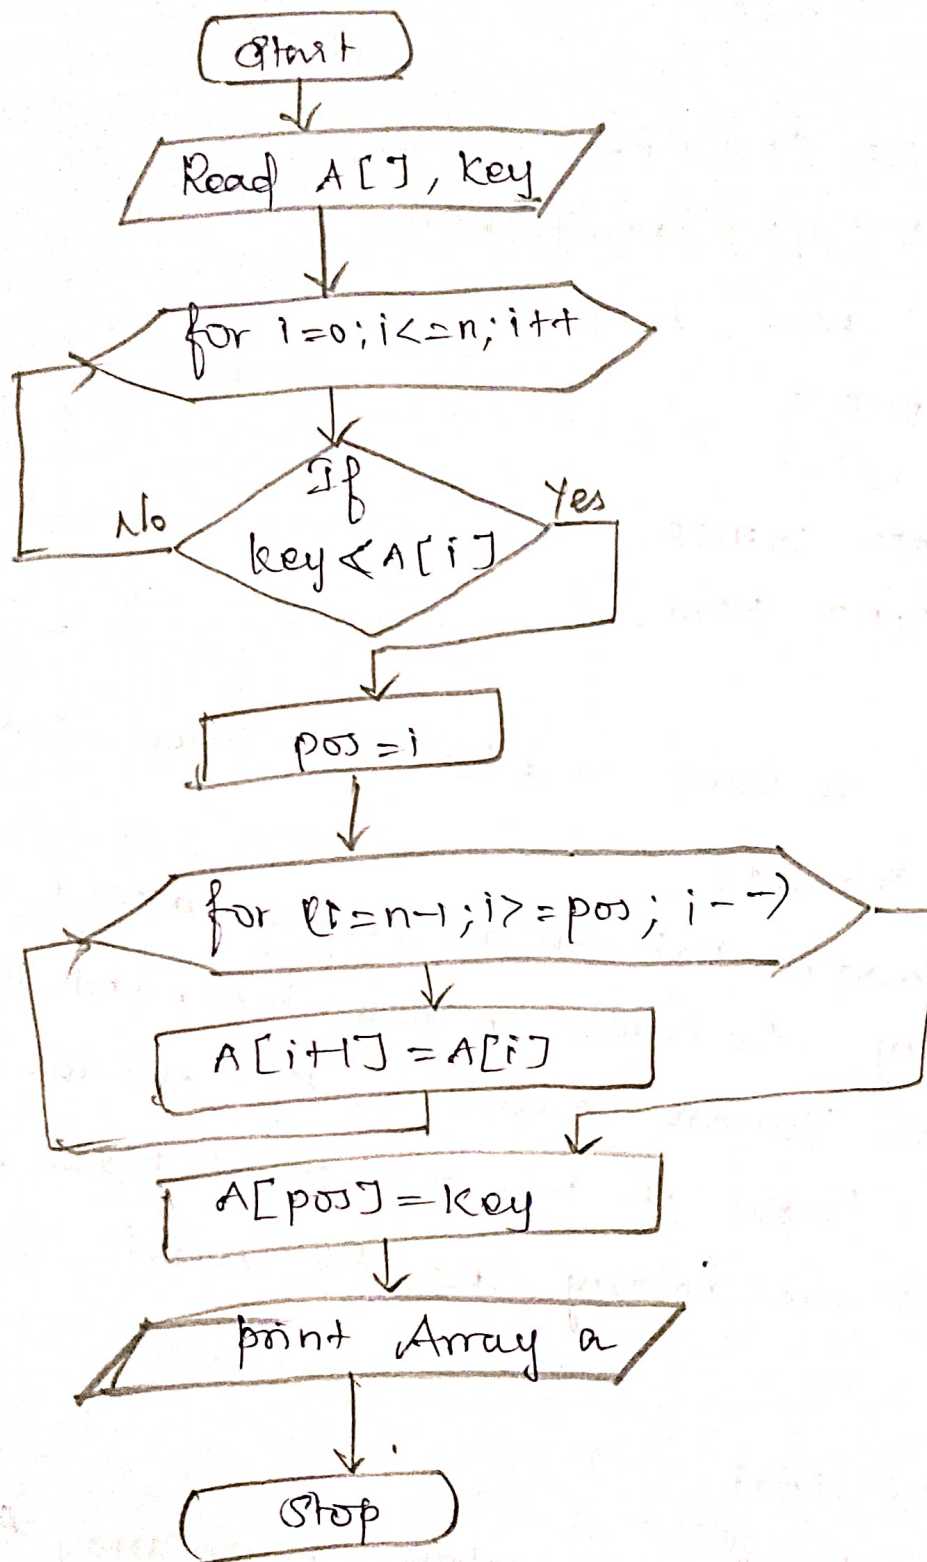 Start
Read A[], key
for i=0; i<=n; i++
If
key < A[i]
No
Yes
pos = i
for (i=n-1; i>=pos; i--)
A[i+1] = A[i]
A[pos] = key
print Array a
Stop